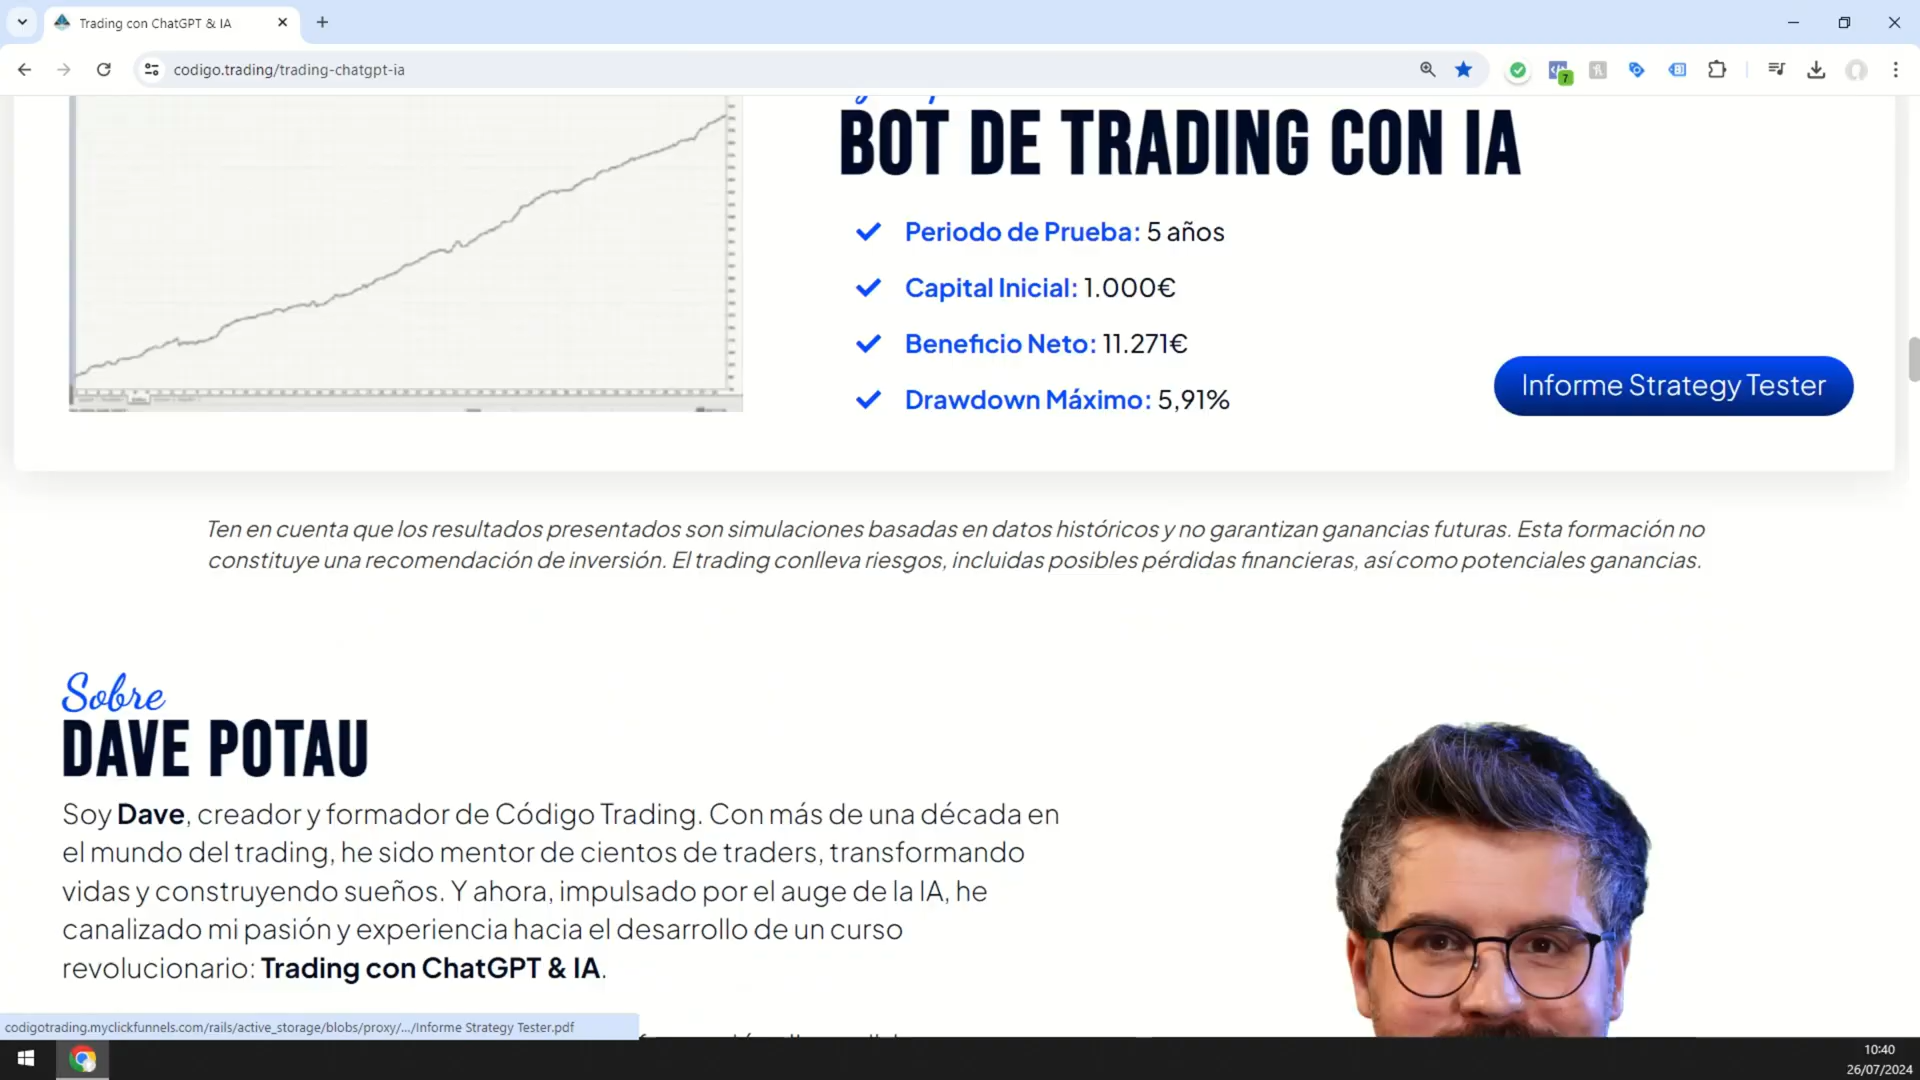 Trading con ChatGPT & IA
codigo.trading/trading-chatgpt-ia
7
BOT DE TRADING CON IA
Periodo de Prueba: 5 años
Capital Inicial: 1.000€
Beneficio Neto: 11.271€
Drawdown Máximo: 5,91%
Informe Strategy Tester
Ten en cuenta que los resultados presentados son simulaciones basadas en datos históricos y no garantizan ganancias futuras. Esta formación no
constituye una recomendación de inversión. El trading conlleva riesgos, incluidas posibles pérdidas financieras, así como potenciales ganancias.
Sobre
DAVE POTAU
Soy Dave, creador y formador de Código Trading. Con más de una década en
el mundo del trading, he sido mentor de cientos de traders, transformando
vidas y construyendo sueños. Y ahora, impulsado por el auge de la IA, he
canalizado mi pasión y experiencia hacia el desarrollo de un curso
revolucionario: Trading con ChatGPT & IA.
codigotrading.myclickfunnels.com/rails/active_storage/blobs/proxy/.../Informe Strategy Tester.pdf
10:40
26/07/2024